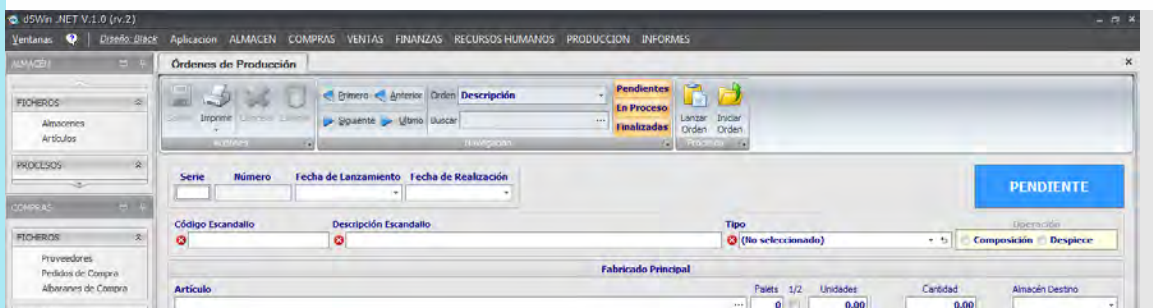 d5Win .NET V.1.0 (rv.2)
Ventanas Diseño: Black Aplicación ALMACEN COMPRAS VENTAS FINANZAS RECURSOS HUMANOS PRODUCCION INFORMES
ALMACEN
Órdenes de Producción
FICHEROS
Almacenes
Artículos
PROCESOS
COMPRAS
FICHEROS
Proveedores
Pedidos de Compra
Albaranes de Compra
Imprimir
Primero Anterior Orden Descripción
Siguiente Ultimo Buscar ...
Navegación
Pendientes
En Proceso
Finalizadas
Lanzar Orden
Iniciar Orden
Serie Número Fecha de Lanzamiento Fecha de Realización
PENDIENTE
Código Escandallo Descripción Escandallo Tipo Operación
(No seleccionado) Composición Despiece
Fabricado Principal
Artículo Palets 1/2 Unidades Cantidad Almacén Destino
... 0 0.00 0.00